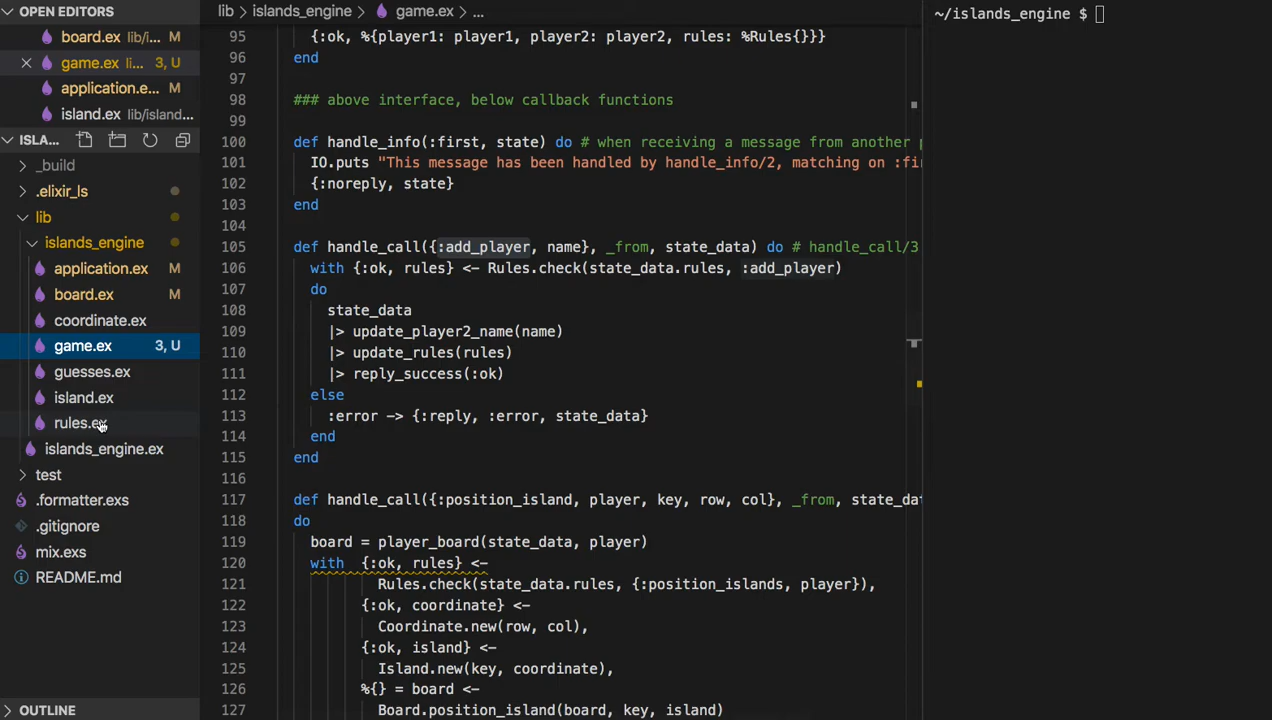 OPEN EDITORS
board.ex lib/i... M
game.ex li... 3, U
application.e... M
island.ex lib/island...
ISLA...
_build
.elixir_ls
lib
islands_engine
application.ex M
board.ex M
coordinate.ex
game.ex 3, U
guesses.ex
island.ex
rules.ex
islands_engine.ex
test
.formatter.exs
.gitignore
mix.exs
README.md
OUTLINE
lib > islands_engine > game.ex > ...
95 {:ok, %{player1: player1, player2: player2, rules: %Rules{}}}
96 end
97
98 ### above interface, below callback functions
99
100 def handle_info(:first, state) do # when receiving a message from another p
101 IO.puts "This message has been handled by handle_info/2, matching on :fi
102 {:noreply, state}
103 end
104
105 def handle_call({:add_player, name}, _from, state_data) do # handle_call/3
106 with {:ok, rules} <- Rules.check(state_data.rules, :add_player)
107 do
108 state_data
109 |> update_player2_name(name)
110 |> update_rules(rules)
111 |> reply_success(:ok)
112 else
113 :error -> {:reply, :error, state_data}
114 end
115 end
116
117 def handle_call({:position_island, player, key, row, col}, _from, state_dat
118 do
119 board = player_board(state_data, player)
120 with {:ok, rules} <-
121 Rules.check(state_data.rules, {:position_islands, player}),
122 {:ok, coordinate} <-
123 Coordinate.new(row, col),
124 {:ok, island} <-
125 Island.new(key, coordinate),
126 %{} = board <-
127 Board.position_island(board, key, island)
~/islands_engine $